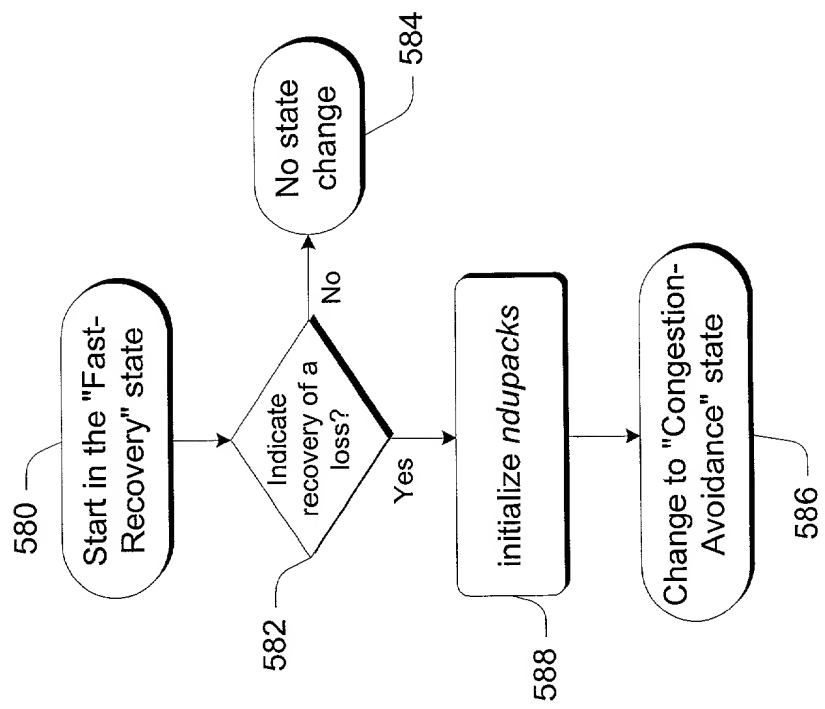 580
Start in the "Fast-
Recovery" state
582
Indicate
recovery of a
loss?
No
No state
change
584
Yes
588
initialize ndupacks
Change to "Congestion-
Avoidance" state
586